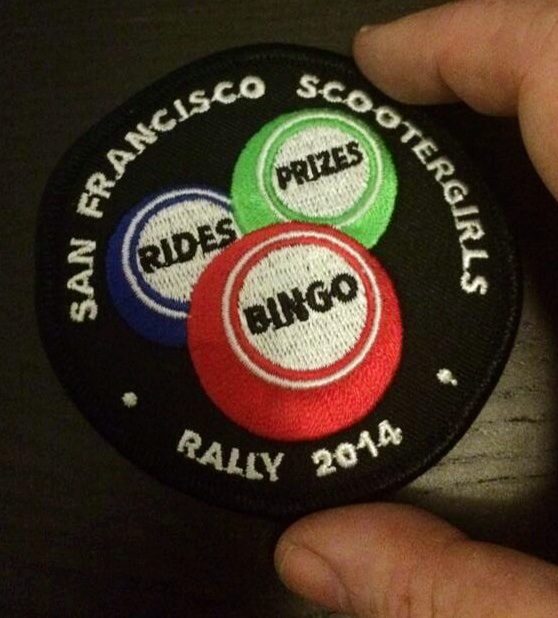 SAN FRANCISCO SCOOTERGIRLS
PRIZES
RIDES
BINGO
RALLY 2014